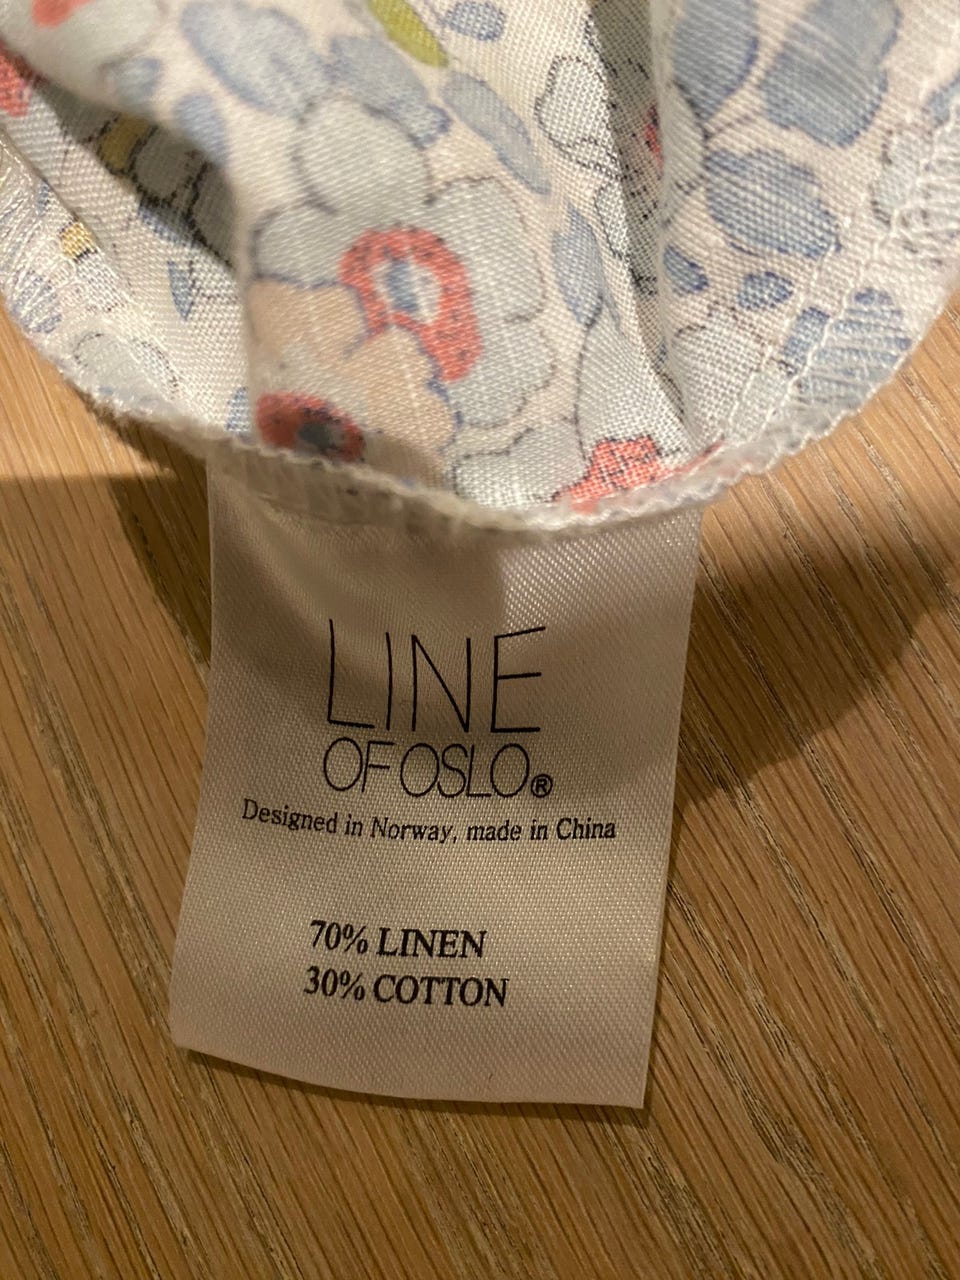 LINE
OF OSLO®
Designed in Norway, made in China
70% LINEN
30% COTTON